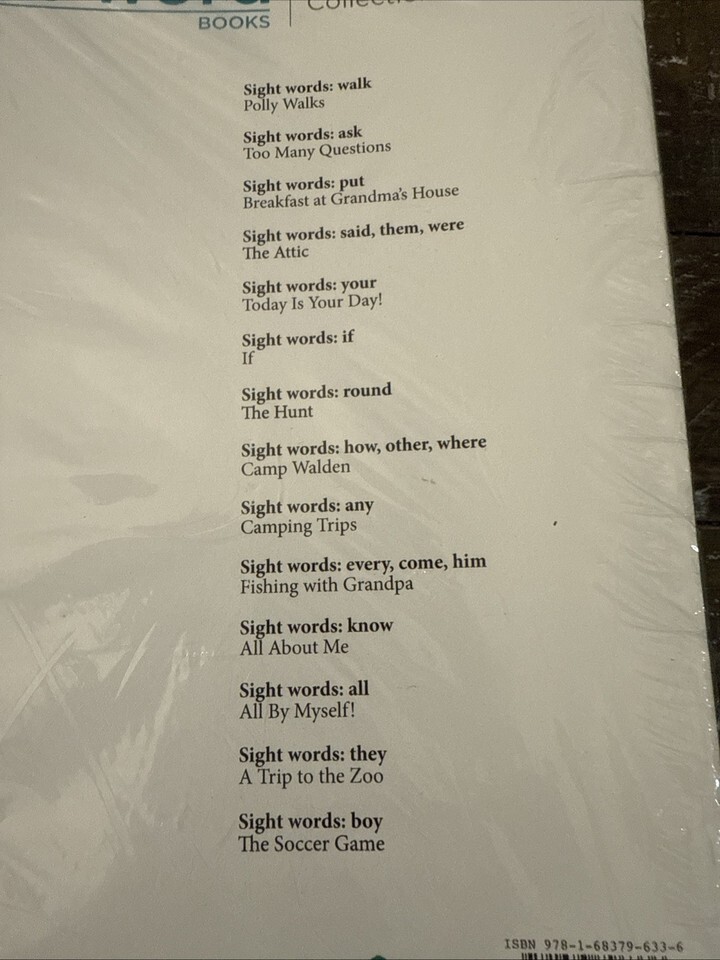 BOOKS
Sight words: walk
Polly Walks
Sight words: ask
Too Many Questions
Sight words: put
Breakfast at Grandma's House
Sight words: said, them, were
The Attic
Sight words: your
Today Is Your Day!
Sight words: if
If
Sight words: round
The Hunt
Sight words: how, other, where
Camp Walden
Sight words: any
Camping Trips
Sight words: every, come, him
Fishing with Grandpa
Sight words: know
All About Me
Sight words: all
All By Myself!
Sight words: they
A Trip to the Zoo
Sight words: boy
The Soccer Game
ISBN 978-1-68379-633-6